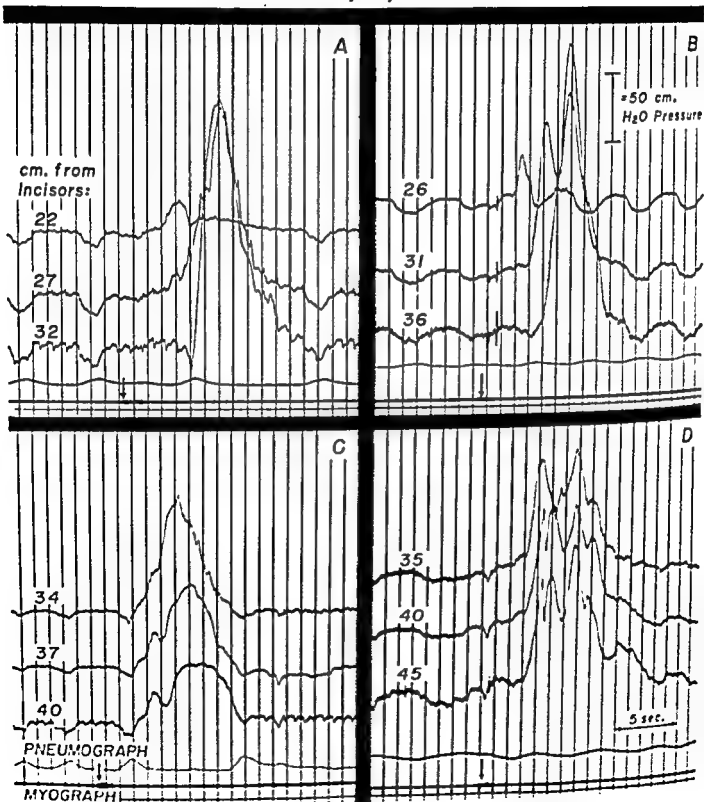 A
cm. from
Incisors:
22
27
32
B
=50 cm.
H₂O Pressure
26
31
36
C
34
37
40
PNEUMOGRAPH
MYOGRAPH
D
35
40
45
5 sec.